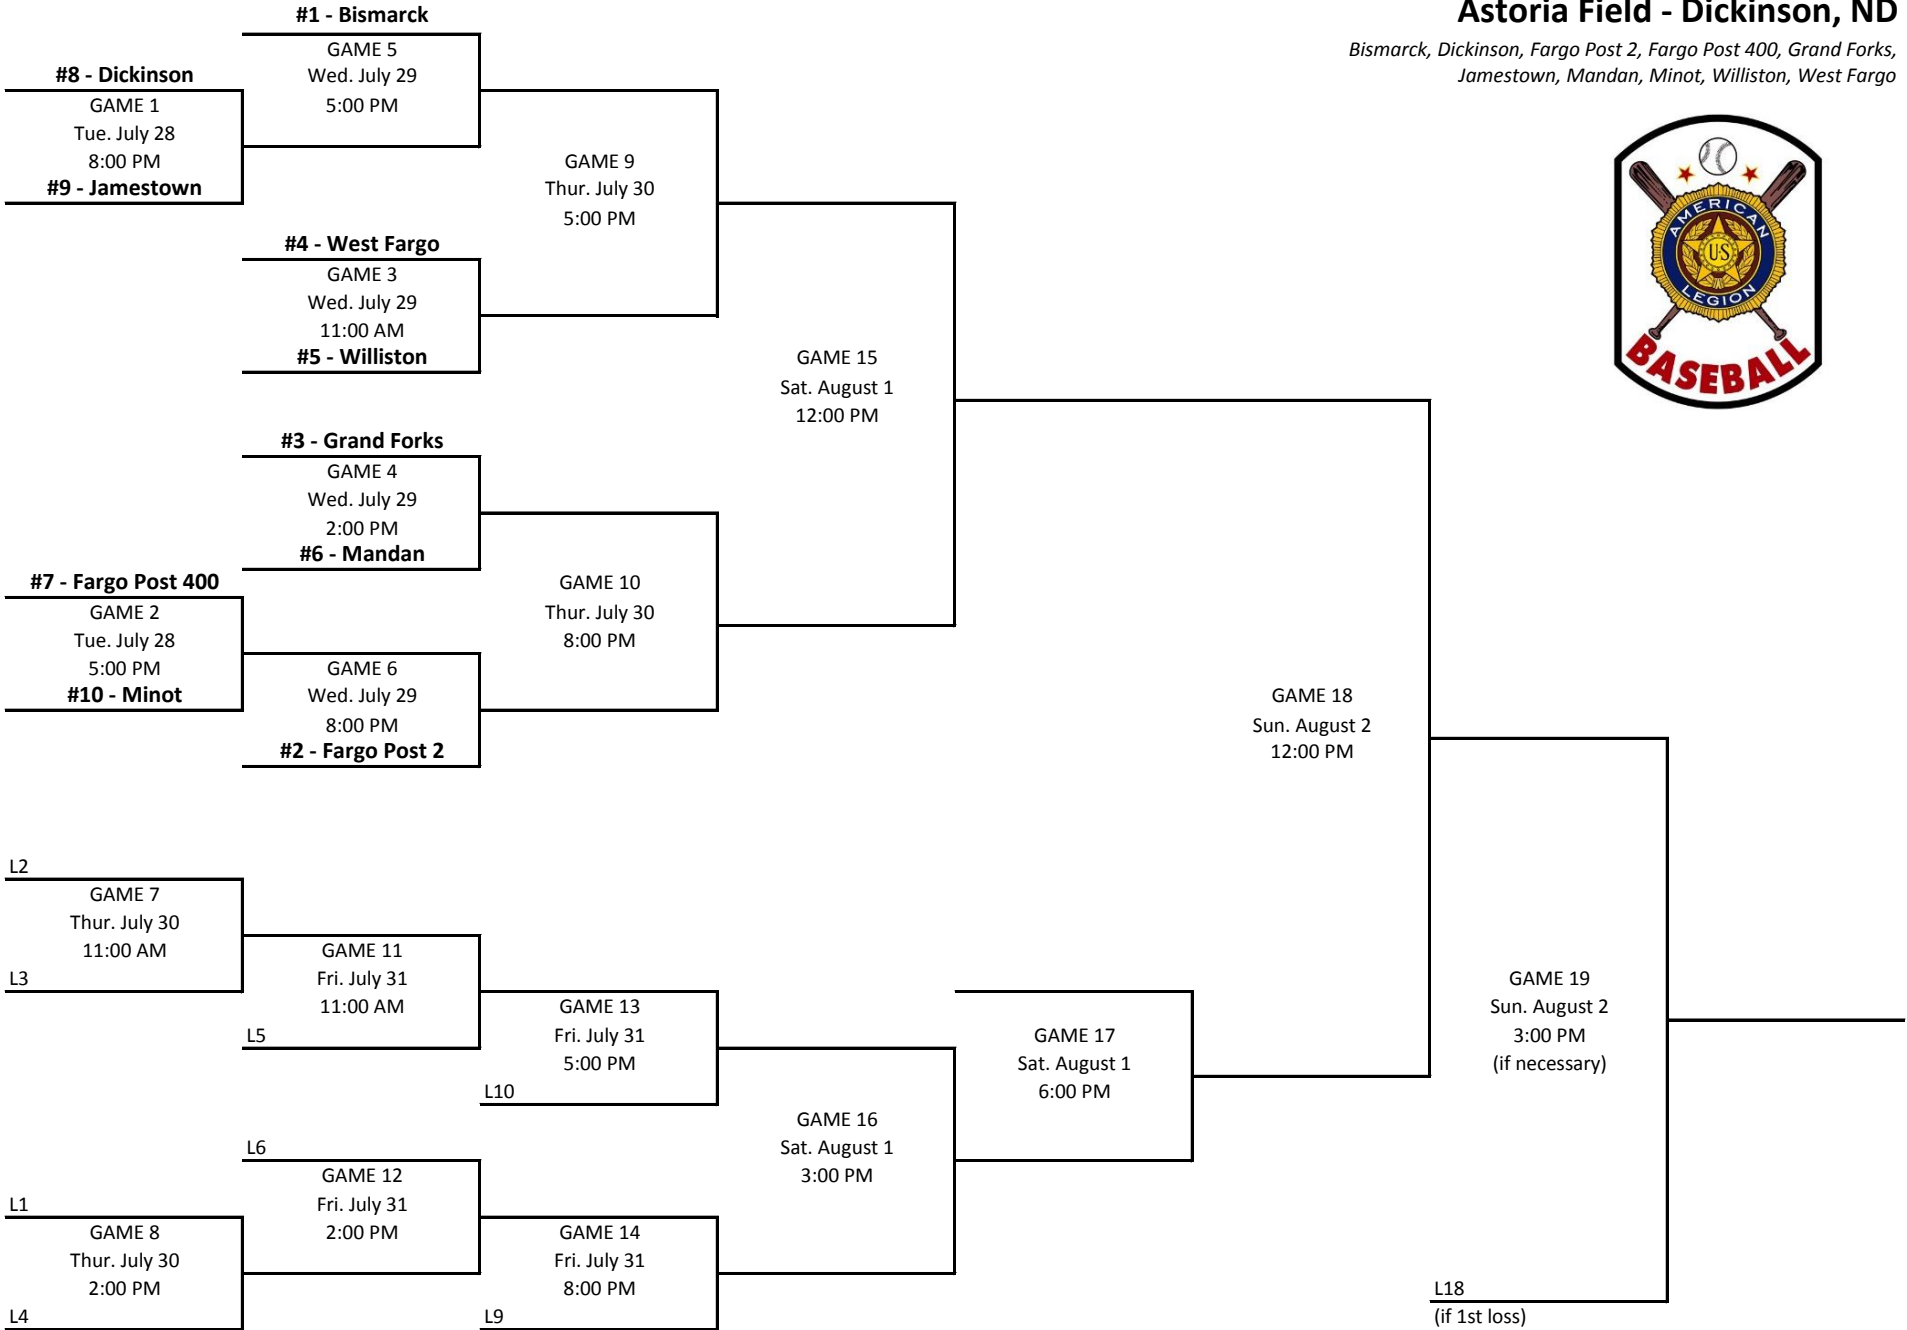 #1 - Bismarck
Astoria Field - Dickinson, ND
Bismarck, Dickinson, Fargo Post 2, Fargo Post 400, Grand Forks,
Jamestown, Mandan, Minot, Williston, West Fargo
GAME 5
Wed. July 29
5:00 PM
#8 - Dickinson
GAME 1
Tue. July 28
8:00 PM
#9 - Jamestown
GAME 9
Thur. July 30
5:00 PM
AMERICAN
U S
LEGION
BASEBALL
#4 - West Fargo
GAME 3
Wed. July 29
11:00 AM
#5 - Williston
GAME 15
Sat. August 1
12:00 PM
#3 - Grand Forks
GAME 4
Wed. July 29
2:00 PM
#6 - Mandan
#7 - Fargo Post 400
GAME 2
Tue. July 28
5:00 PM
#10 - Minot
GAME 10
Thur. July 30
8:00 PM
GAME 6
Wed. July 29
8:00 PM
#2 - Fargo Post 2
GAME 18
Sun. August 2
12:00 PM
L2
GAME 7
Thur. July 30
11:00 AM
L3
GAME 11
Fri. July 31
11:00 AM
L5
GAME 13
Fri. July 31
5:00 PM
L10
GAME 17
Sat. August 1
6:00 PM
GAME 19
Sun. August 2
3:00 PM
(if necessary)
GAME 16
Sat. August 1
3:00 PM
L6
GAME 12
Fri. July 31
2:00 PM
L1
GAME 8
Thur. July 30
2:00 PM
L4
GAME 14
Fri. July 31
8:00 PM
L9
L18
(if 1st loss)